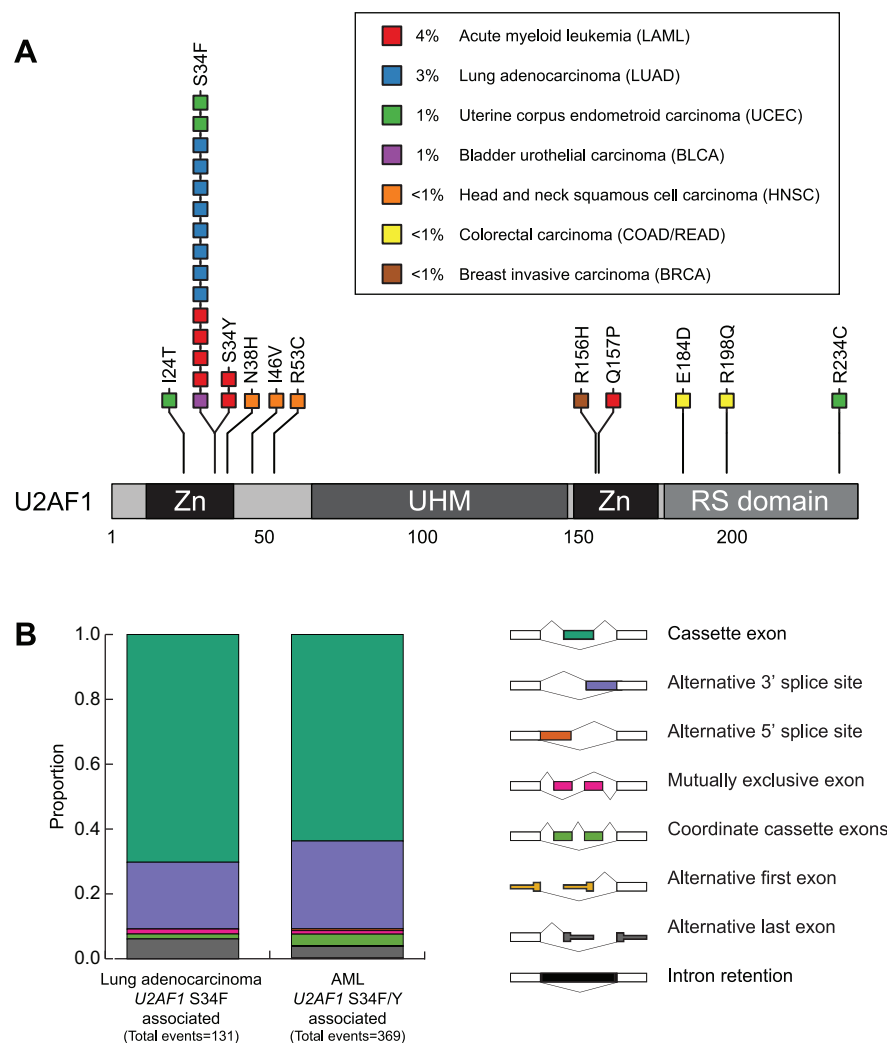 A
4% Acute myeloid leukemia (LAML)
3% Lung adenocarcinoma (LUAD)
1% Uterine corpus endometroid carcinoma (UCEC)
1% Bladder urothelial carcinoma (BLCA)
<1% Head and neck squamous cell carcinoma (HNSC)
<1% Colorectal carcinoma (COAD/READ)
<1% Breast invasive carcinoma (BRCA)
I24T
S34F
S34Y
N38H
I46V
R53C
R156H
Q157P
E184D
R198Q
R234C
U2AF1
Zn
UHM
Zn
RS domain
1 50 100 150 200
B
Proportion
1.0
0.8
0.6
0.4
0.2
0.0
Lung adenocarcinoma
U2AF1 S34F
associated
(Total events=131)
AML
U2AF1 S34F/Y
associated
(Total events=369)
Cassette exon
Alternative 3' splice site
Alternative 5' splice site
Mutually exclusive exon
Coordinate cassette exons
Alternative first exon
Alternative last exon
Intron retention